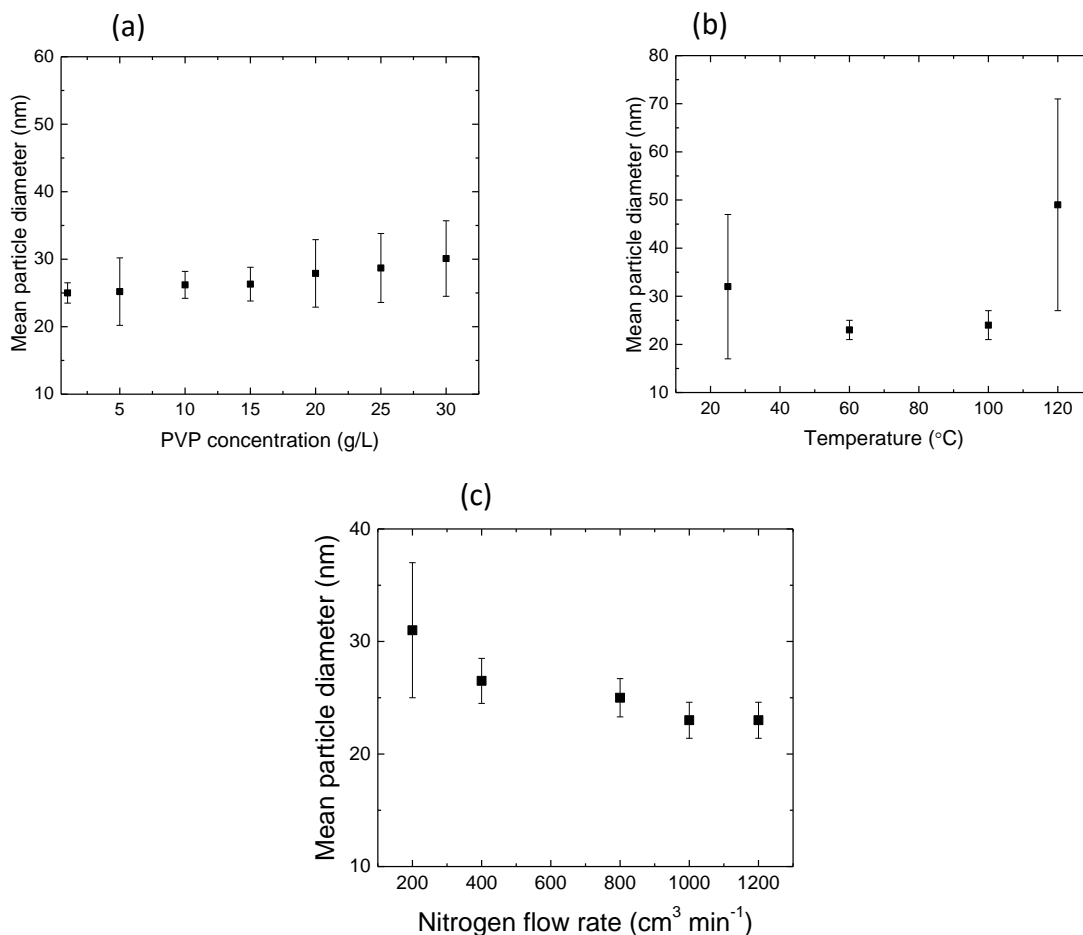 (a)
60
50
40
30
20
10
Mean particle diameter (nm)
5 10 15 20 25 30
PVP concentration (g/L)
(b)
80
70
60
50
40
30
20
10
Mean particle diameter (nm)
20 40 60 80 100 120
Temperature (°C)
(c)
40
30
20
10
Mean particle diameter (nm)
200 400 600 800 1000 1200
Nitrogen flow rate (cm³ min⁻¹)